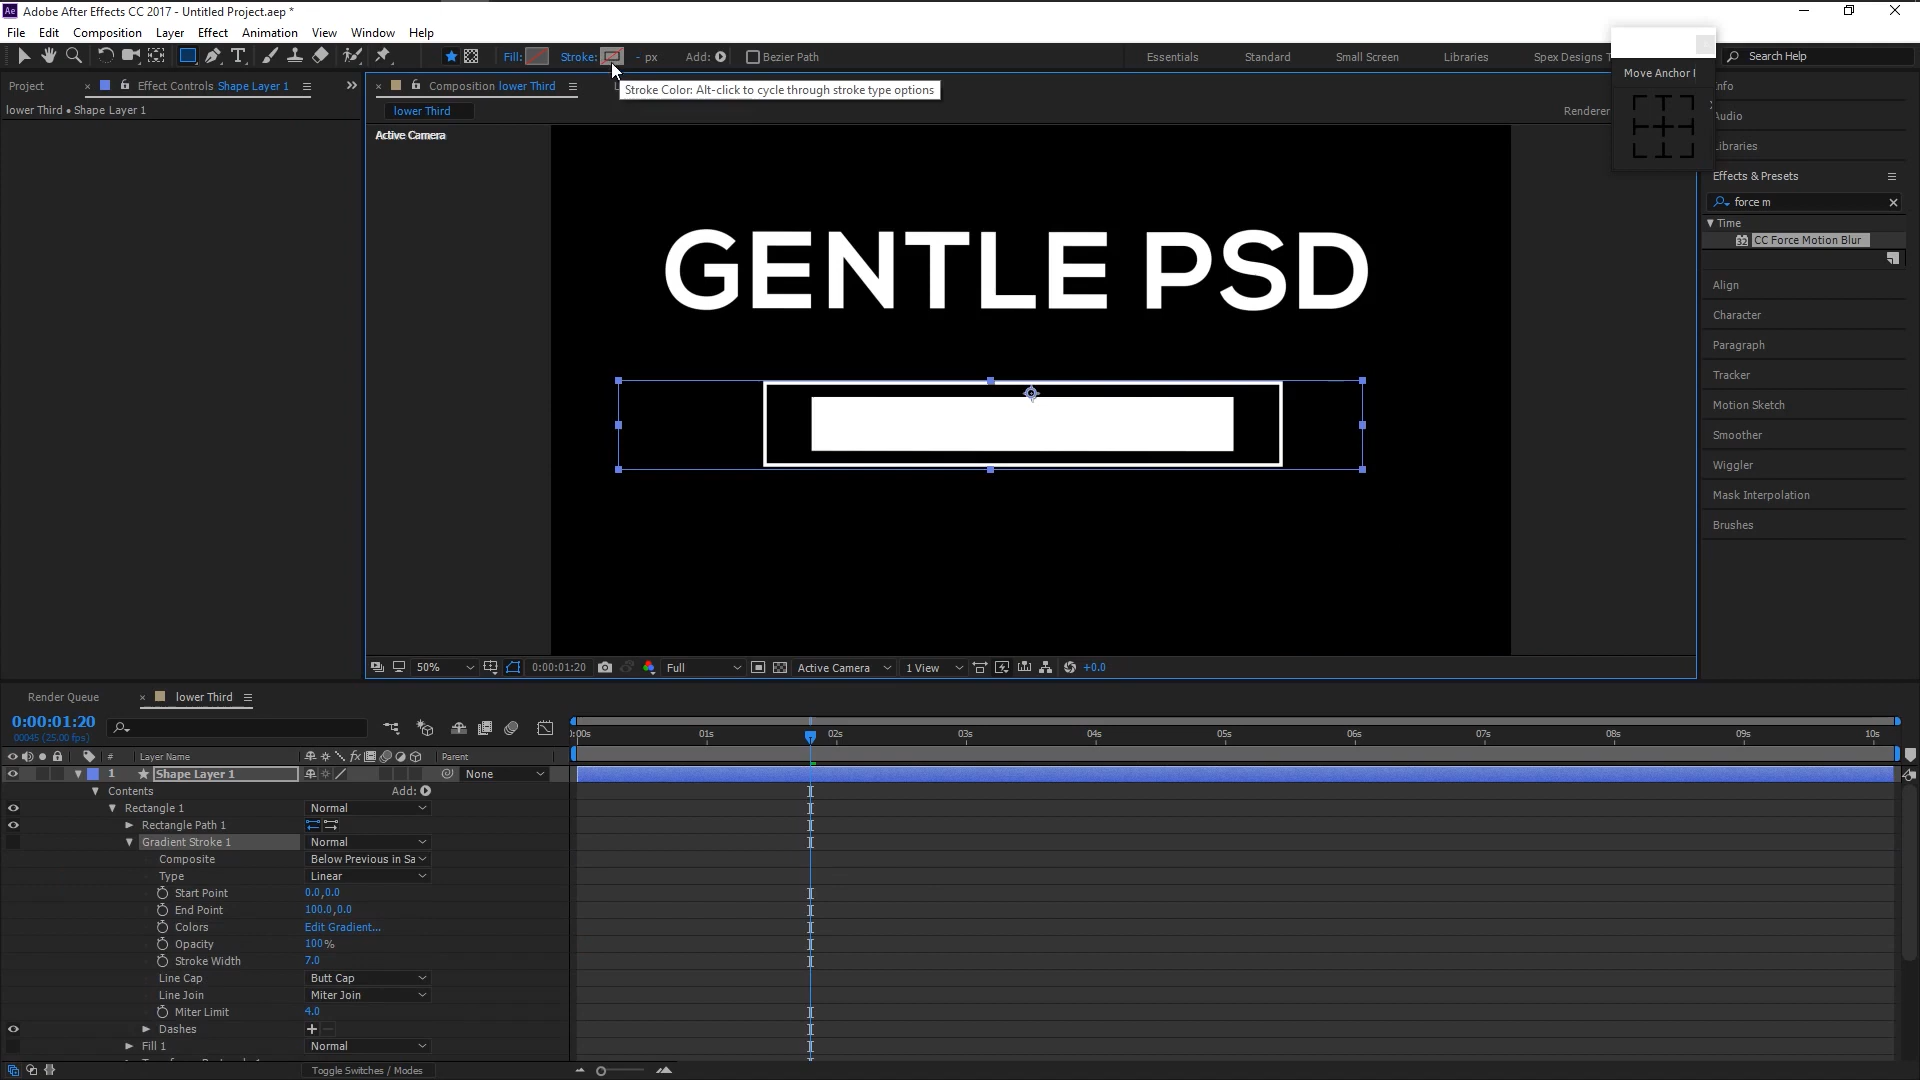 Adobe After Effects CC 2017 - Untitled Project.aep *
File Edit Composition Layer Effect Animation View Window Help
Fill: Stroke: - px Add: Bezier Path Essentials Standard Small Screen Libraries Spex Designs T Search Help
Stroke Color: Alt-click to cycle through stroke type options
Move Anchor
Project Effect Controls Shape Layer 1
lower Third • Shape Layer 1
Composition lower Third
lower Third
Renderer
Active Camera
GENTLE PSD
nfo
Audio
Libraries
Effects & Presets
force m
Time
32 CC Force Motion Blur
Align
Character
Paragraph
Tracker
Motion Sketch
Smoother
Wiggler
Mask Interpolation
Brushes
50% 0:00:01:20 Full Active Camera 1 View +0.0
Render Queue lower Third
0:00:01:20
00045 (25.00 fps)
:00s 01s 02s 03s 04s 05s 06s 07s 08s 09s 10s
# Layer Name fx Parent
1 Shape Layer 1 None
Contents Add:
Rectangle 1 Normal
Rectangle Path 1
Gradient Stroke 1 Normal
Composite Below Previous in Sa
Type Linear
Start Point 0.0,0.0
End Point 100.0,0.0
Colors Edit Gradient...
Opacity 100%
Stroke Width 7.0
Line Cap Butt Cap
Line Join Miter Join
Miter Limit 4.0
Dashes
Fill 1 Normal
Toggle Switches / Modes